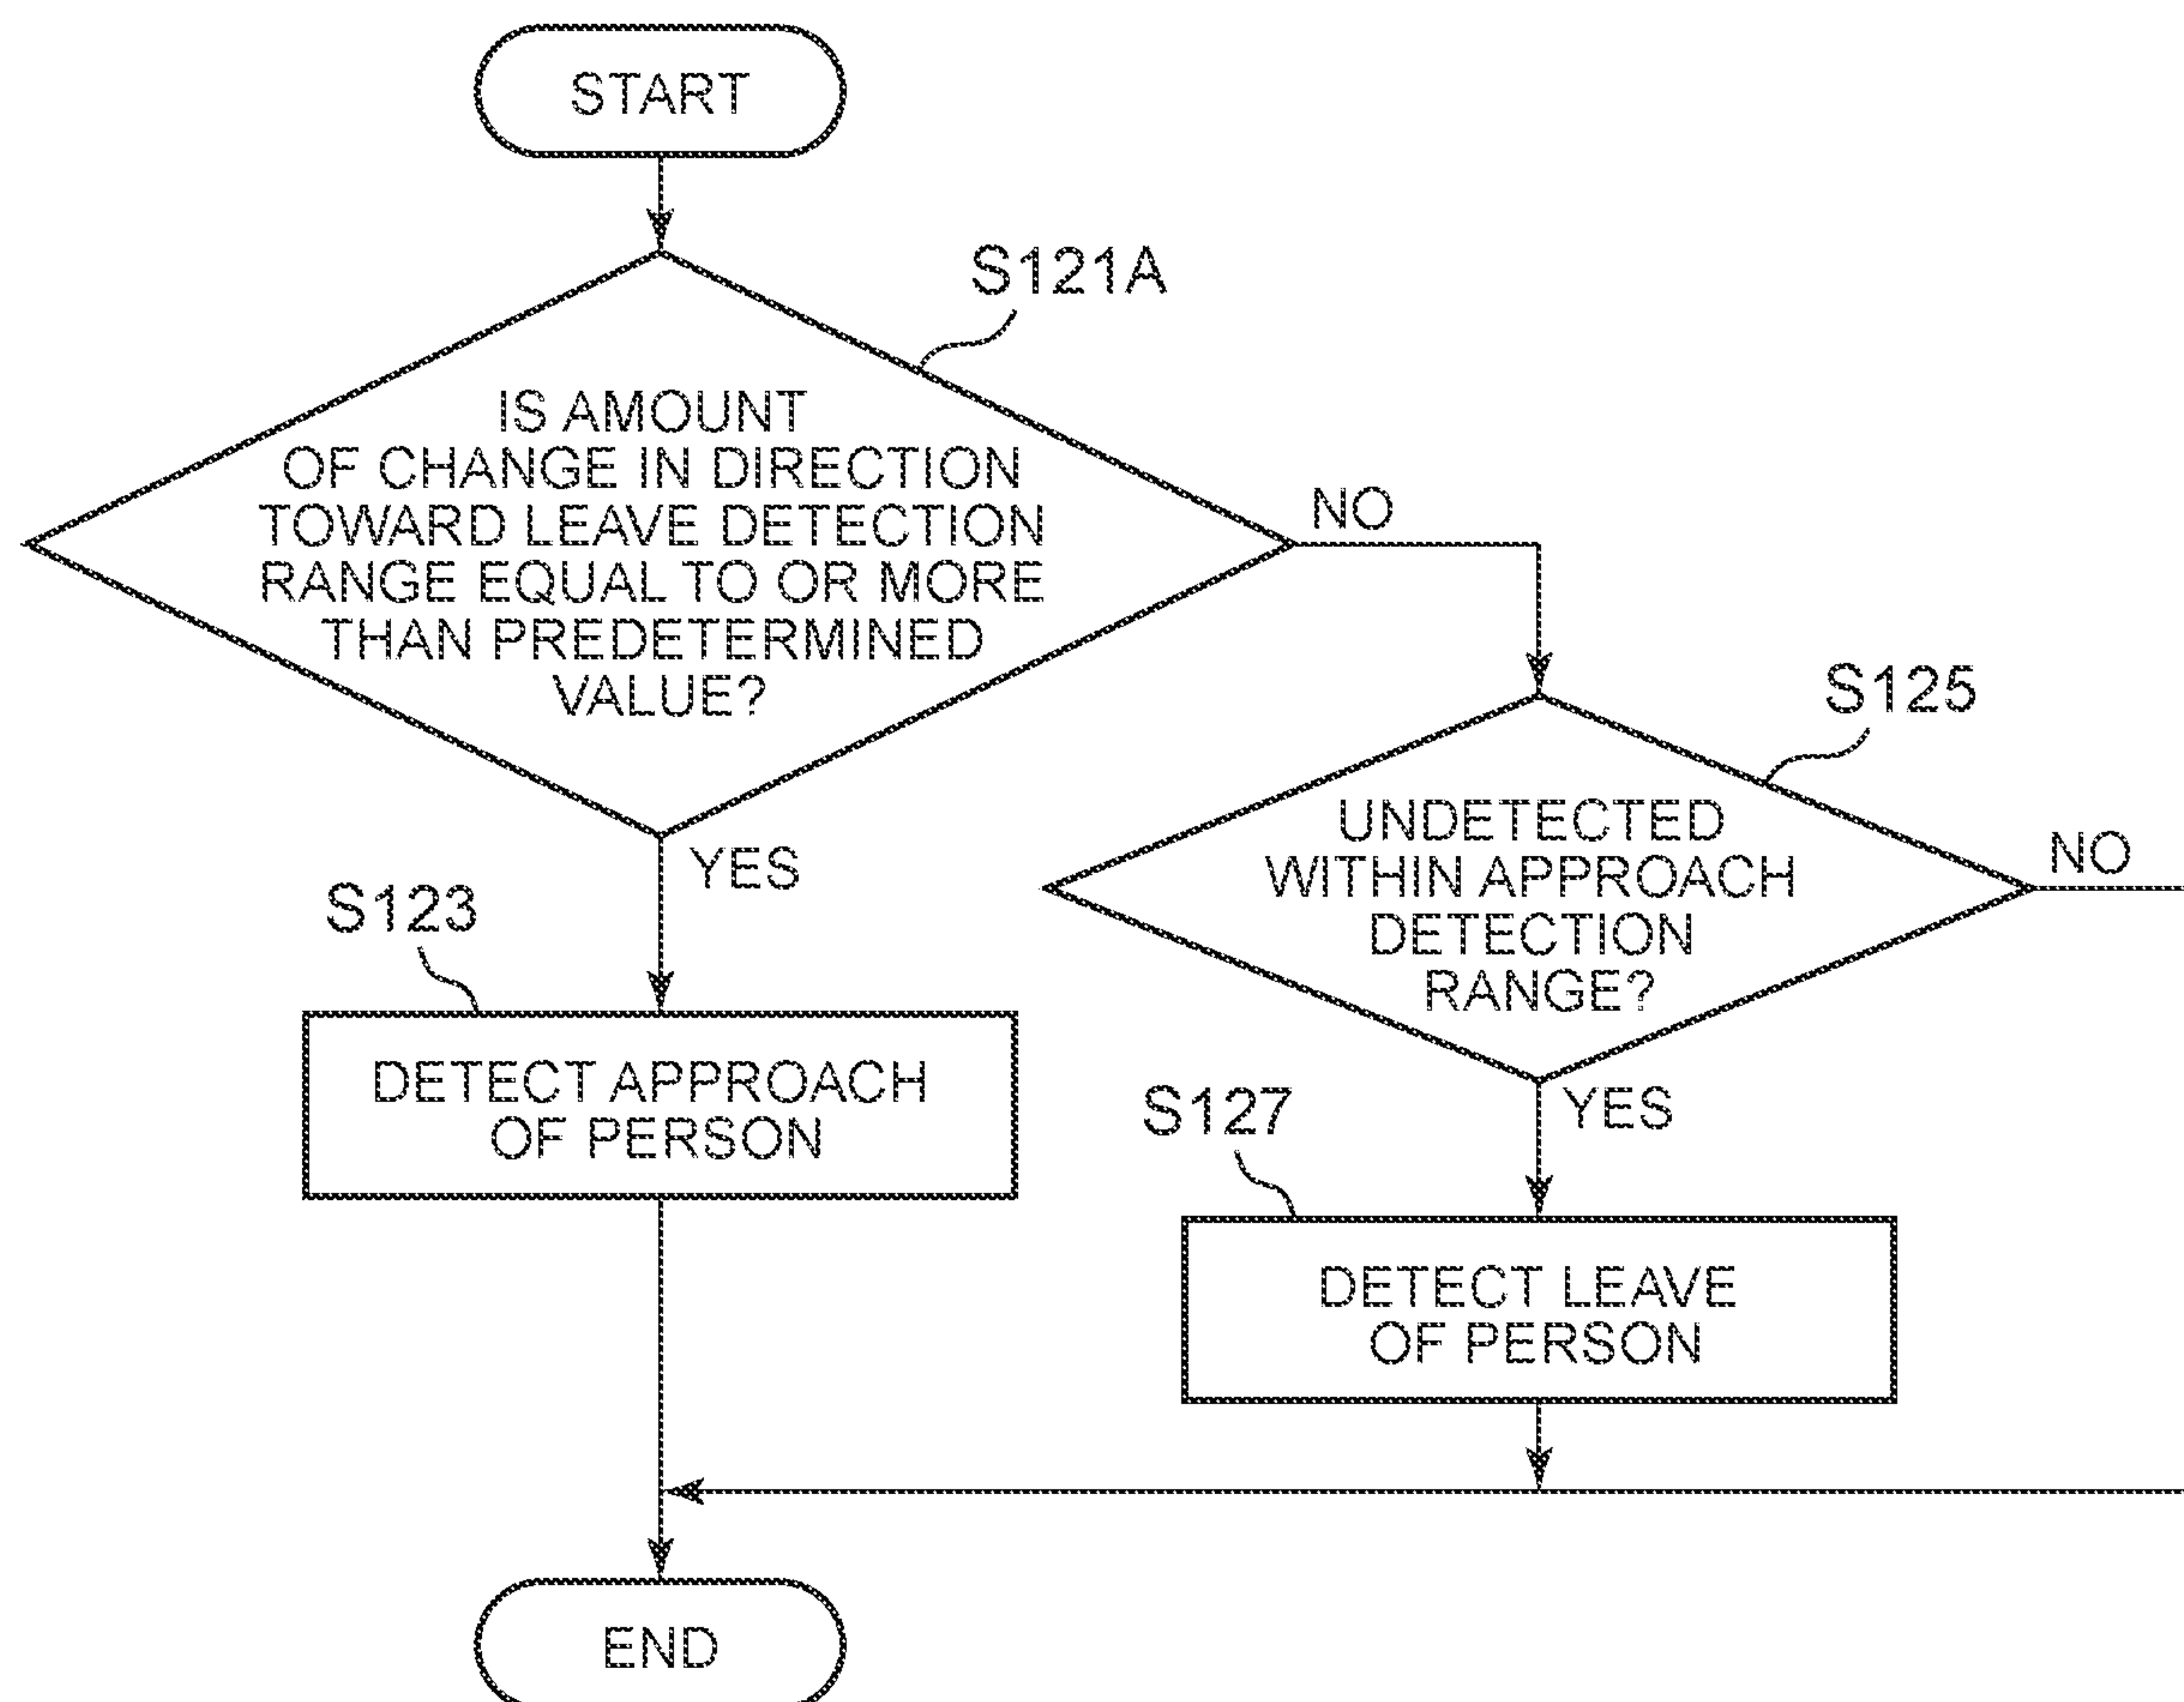 START
S121A
IS AMOUNT
OF CHANGE IN DIRECTION
TOWARD LEAVE DETECTION
RANGE EQUAL TO OR MORE
THAN PREDETERMINED
VALUE?
NO
YES
S123
DETECT APPROACH
OF PERSON
S125
UNDETECTED
WITHIN APPROACH
DETECTION
RANGE?
NO
YES
S127
DETECT LEAVE
OF PERSON
END